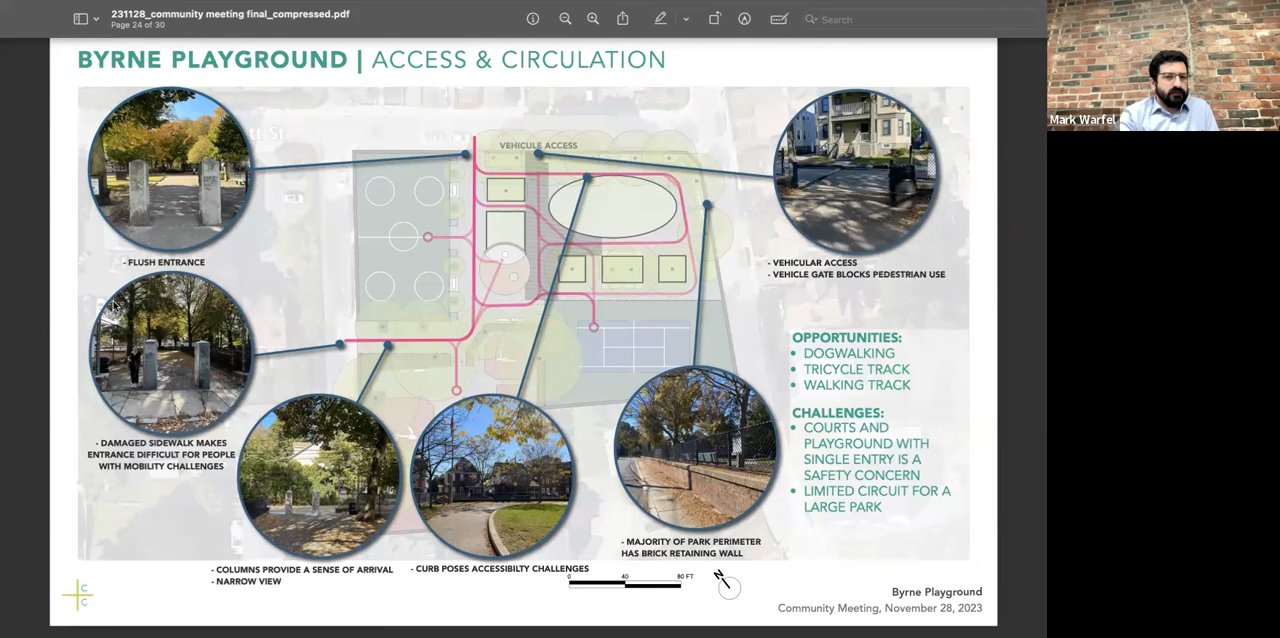 231128_community meeting final_compressed.pdf
Page 24 of 30
Search
BYRNE PLAYGROUND | ACCESS & CIRCULATION
Mark Warfel
tt St
VEHICULE ACCESS
- FLUSH ENTRANCE
- VEHICULAR ACCESS
- VEHICLE GATE BLOCKS PEDESTRIAN USE
- DAMAGED SIDEWALK MAKES
ENTRANCE DIFFICULT FOR PEOPLE
WITH MOBILITY CHALLENGES
OPPORTUNITIES:
• DOGWALKING
• TRICYCLE TRACK
• WALKING TRACK
CHALLENGES:
• COURTS AND
PLAYGROUND WITH
SINGLE ENTRY IS A
SAFETY CONCERN
• LIMITED CIRCUIT FOR A
LARGE PARK
- COLUMNS PROVIDE A SENSE OF ARRIVAL
- NARROW VIEW
- CURB POSES ACCESSIBILTY CHALLENGES
- MAJORITY OF PARK PERIMETER
HAS BRICK RETAINING WALL
0 40 80 FT
N
C
C
Byrne Playground
Community Meeting, November 28, 2023